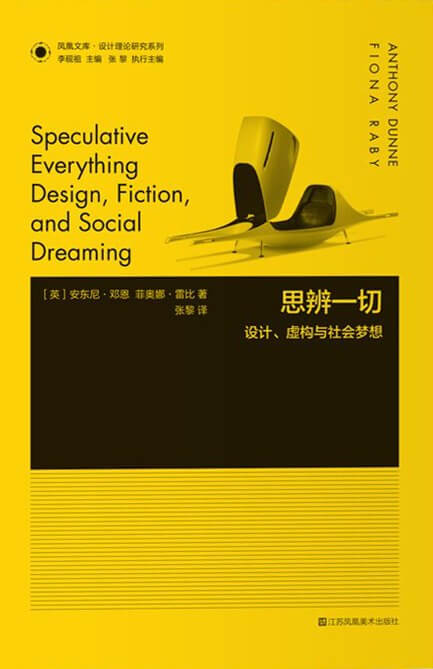 凤凰文库·设计理论研究系列
李砚祖 主编 张黎 执行主编
ANTHONY DUNNE
FIONA RABY
Speculative
Everything
Design, Fiction,
and Social
Dreaming
［英］安东尼·邓恩 菲奥娜·雷比 著
张黎 译
思辨一切
设计、虚构与社会梦想
江苏凤凰美术出版社